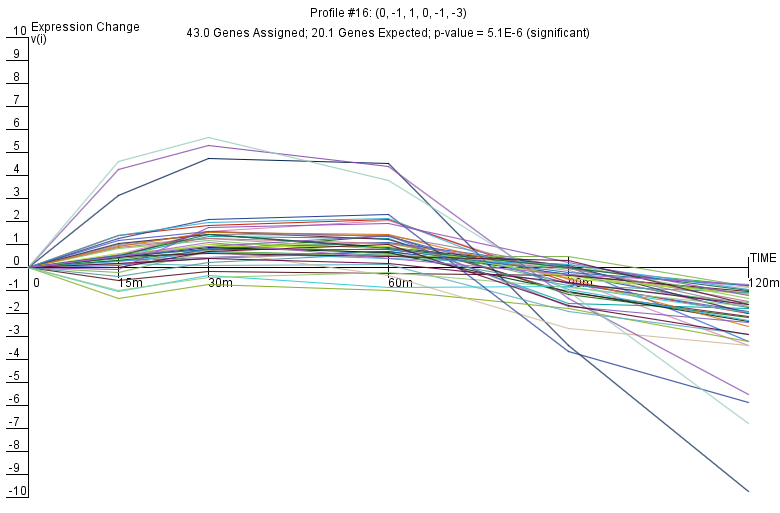 Profile #16: (0, -1, 1, 0, -1, -3)
Expression Change
v(i)
43.0 Genes Assigned; 20.1 Genes Expected; p-value = 5.1E-6 (significant)
10
9
8
7
6
5
4
3
2
1
0
-1
-2
-3
-4
-5
-6
-7
-8
-9
-10
TIME
0
15m
30m
60m
90m
120m